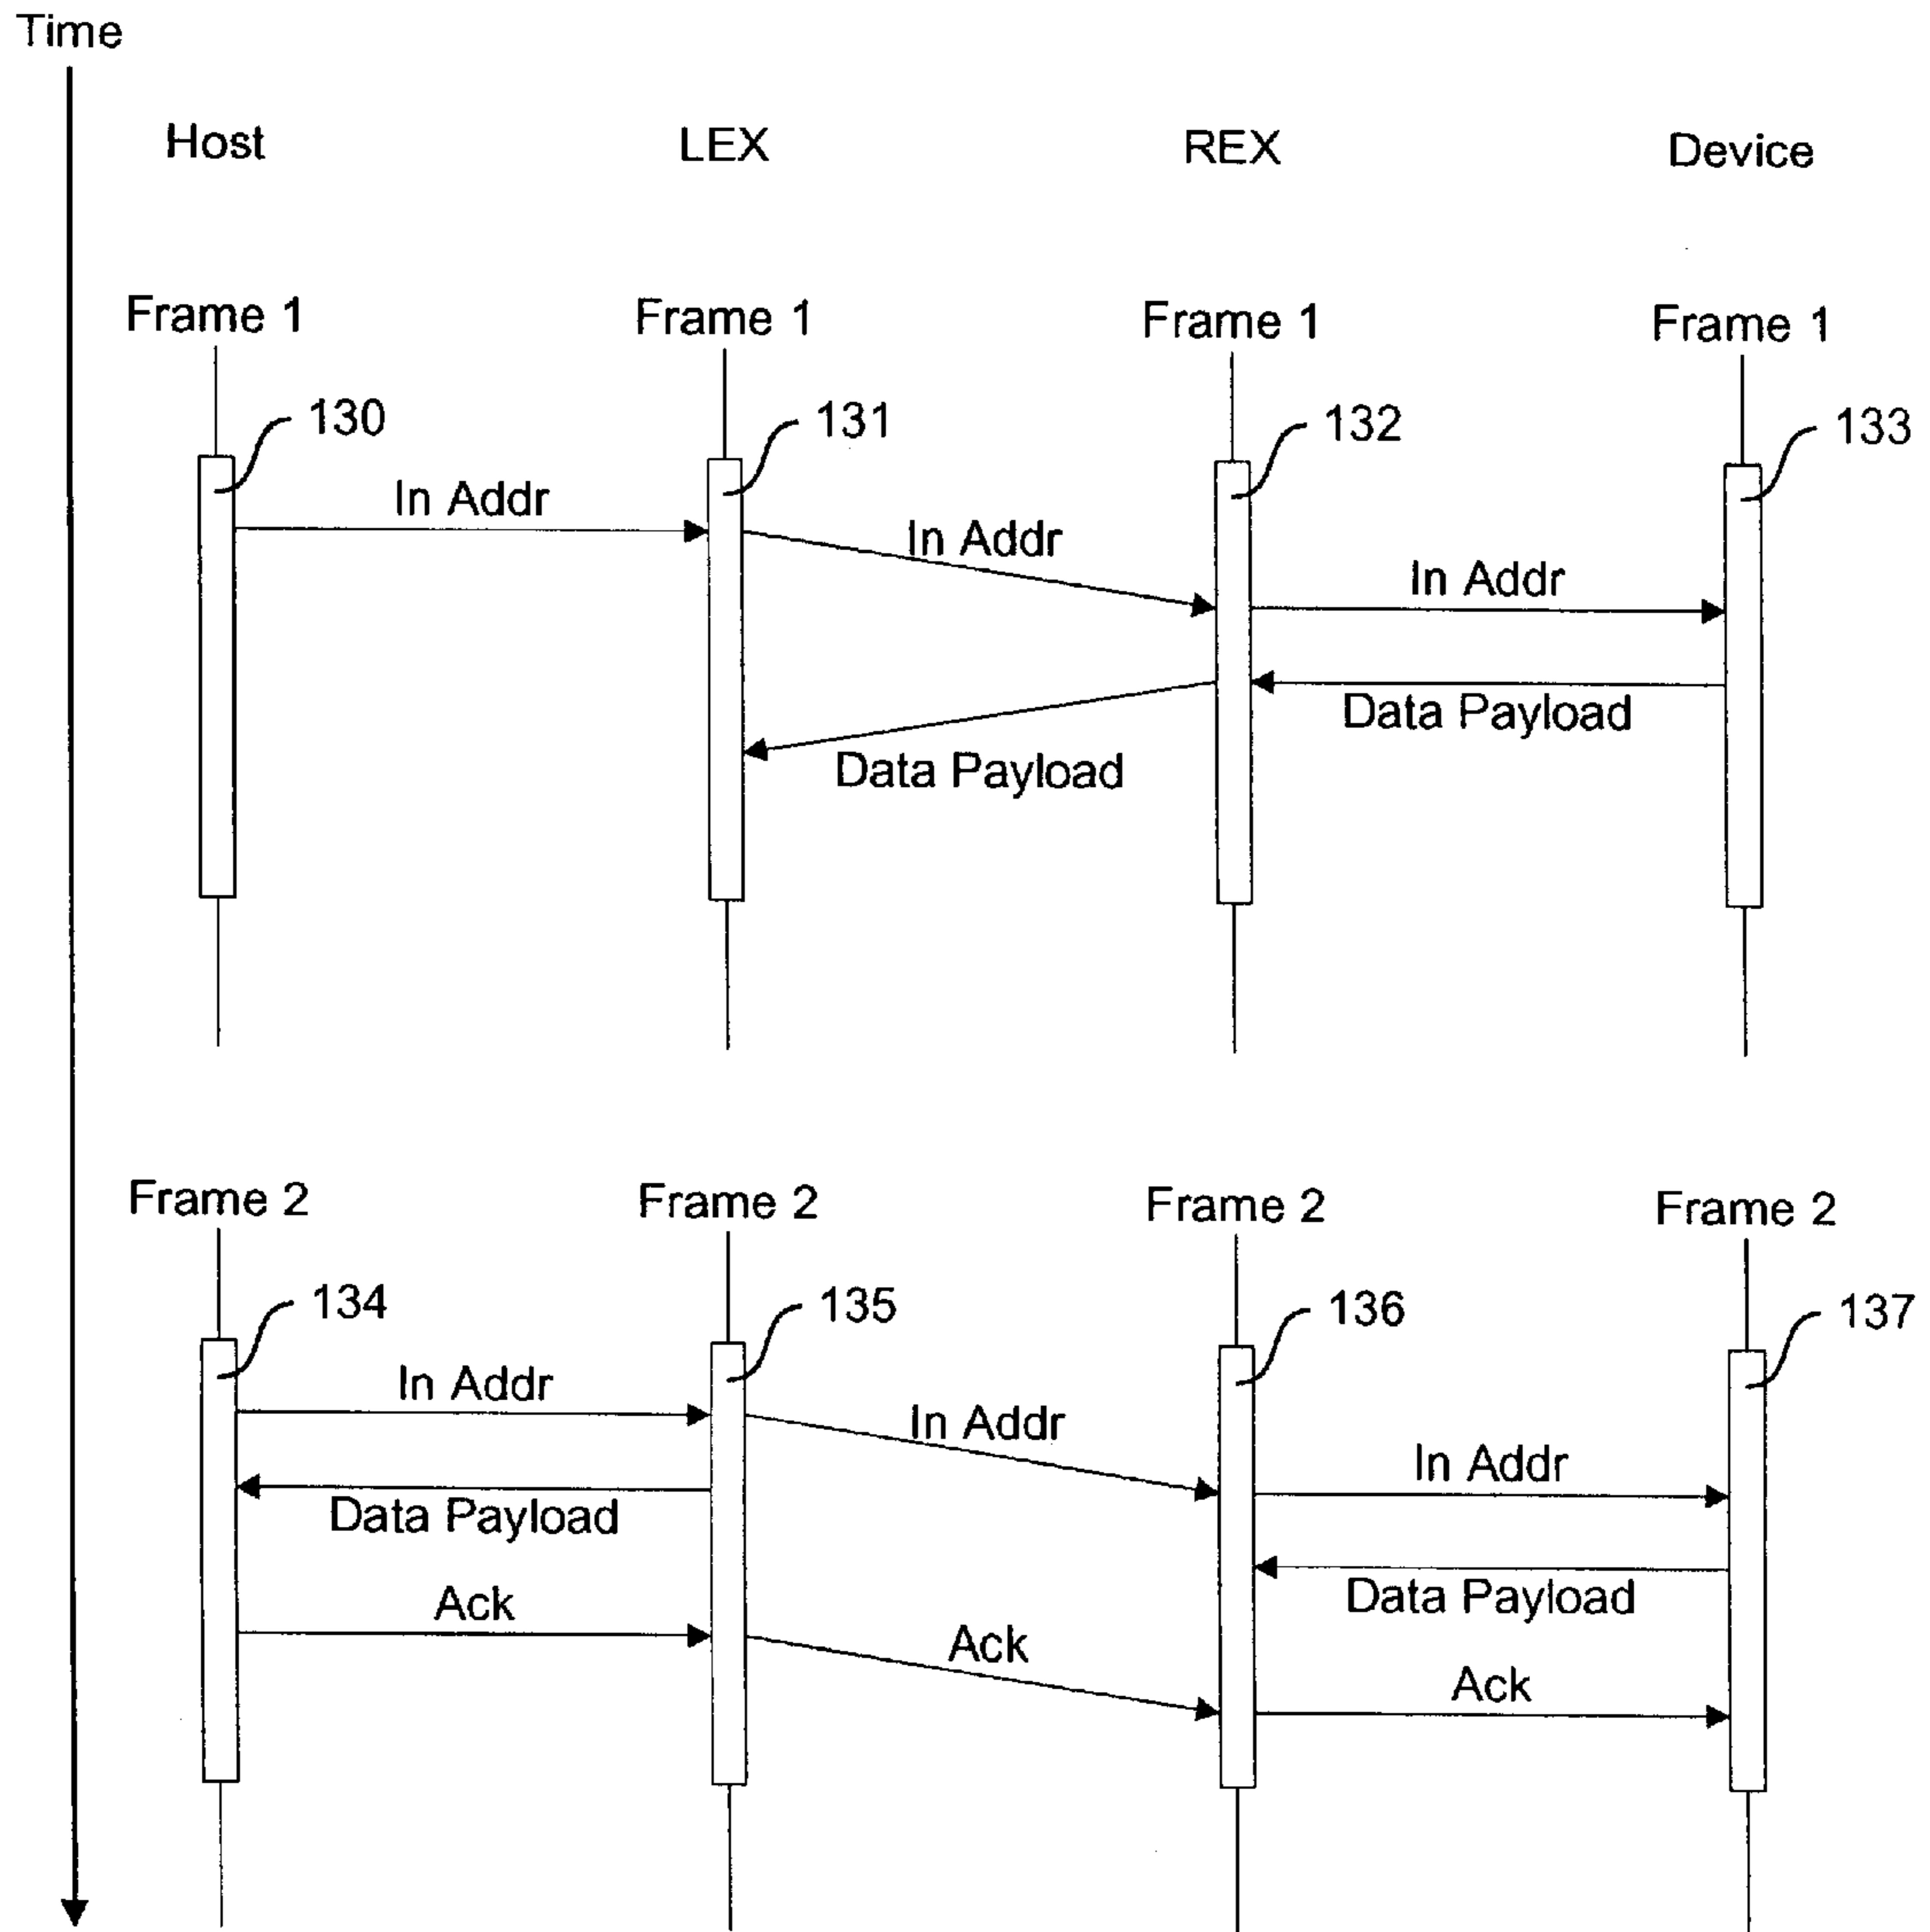 Time
Host LEX REX Device
Frame 1 Frame 1 Frame 1 Frame 1
130 131 132 133
In Addr
In Addr
In Addr
Data Payload
Data Payload
Frame 2 Frame 2 Frame 2 Frame 2
134 135 136 137
In Addr
In Addr
In Addr
Data Payload
Data Payload
Ack
Ack
Ack